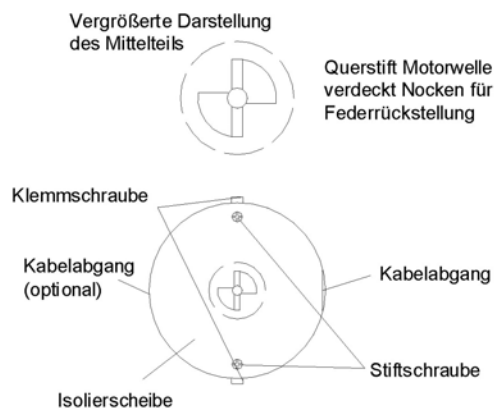 Vergrößerte Darstellung
des Mittelteils
Querstift Motorwelle
verdeckt Nocken für
Federrückstellung
Klemmschraube
Kabelabgang
(optional)
Kabelabgang
Stiftschraube
Isolierscheibe